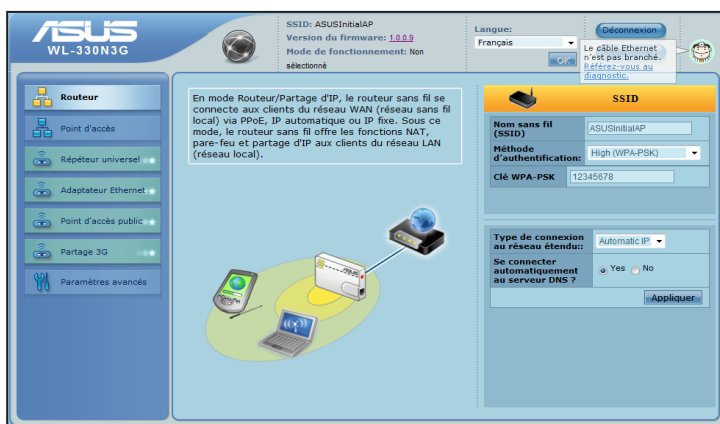 ASUS
WL-330N3G
SSID: ASUSInitialAP
Version du firmware: 1.0.0.9
Mode de fonctionnement: Non
sélectionné
Langue:
Français
OK
Déconnexion
Le câble Ethernet
n'est pas branché.
Référez-vous au
diagnostic.
Routeur
Point d'accès
Répéteur universel
Adaptateur Ethernet
Point d'accès public
Partage 3G
Paramètres avancés
En mode Routeur/Partage d'IP, le routeur sans fil se
connecte aux clients du réseau WAN (réseau sans fil
local) via PPoE, IP automatique ou IP fixe. Sous ce
mode, le routeur sans fil offre les fonctions NAT,
pare-feu et partage d'IP aux clients du réseau LAN
(réseau local).
SSID
Nom sans fil
(SSID)
ASUSInitialAP
Méthode
d'authentification:
High (WPA-PSK)
Clé WPA-PSK
12345678
Type de connexion
au réseau étendu::
Automatic IP
Se connecter
automatiquement
au serveur DNS ?
Yes No
Appliquer